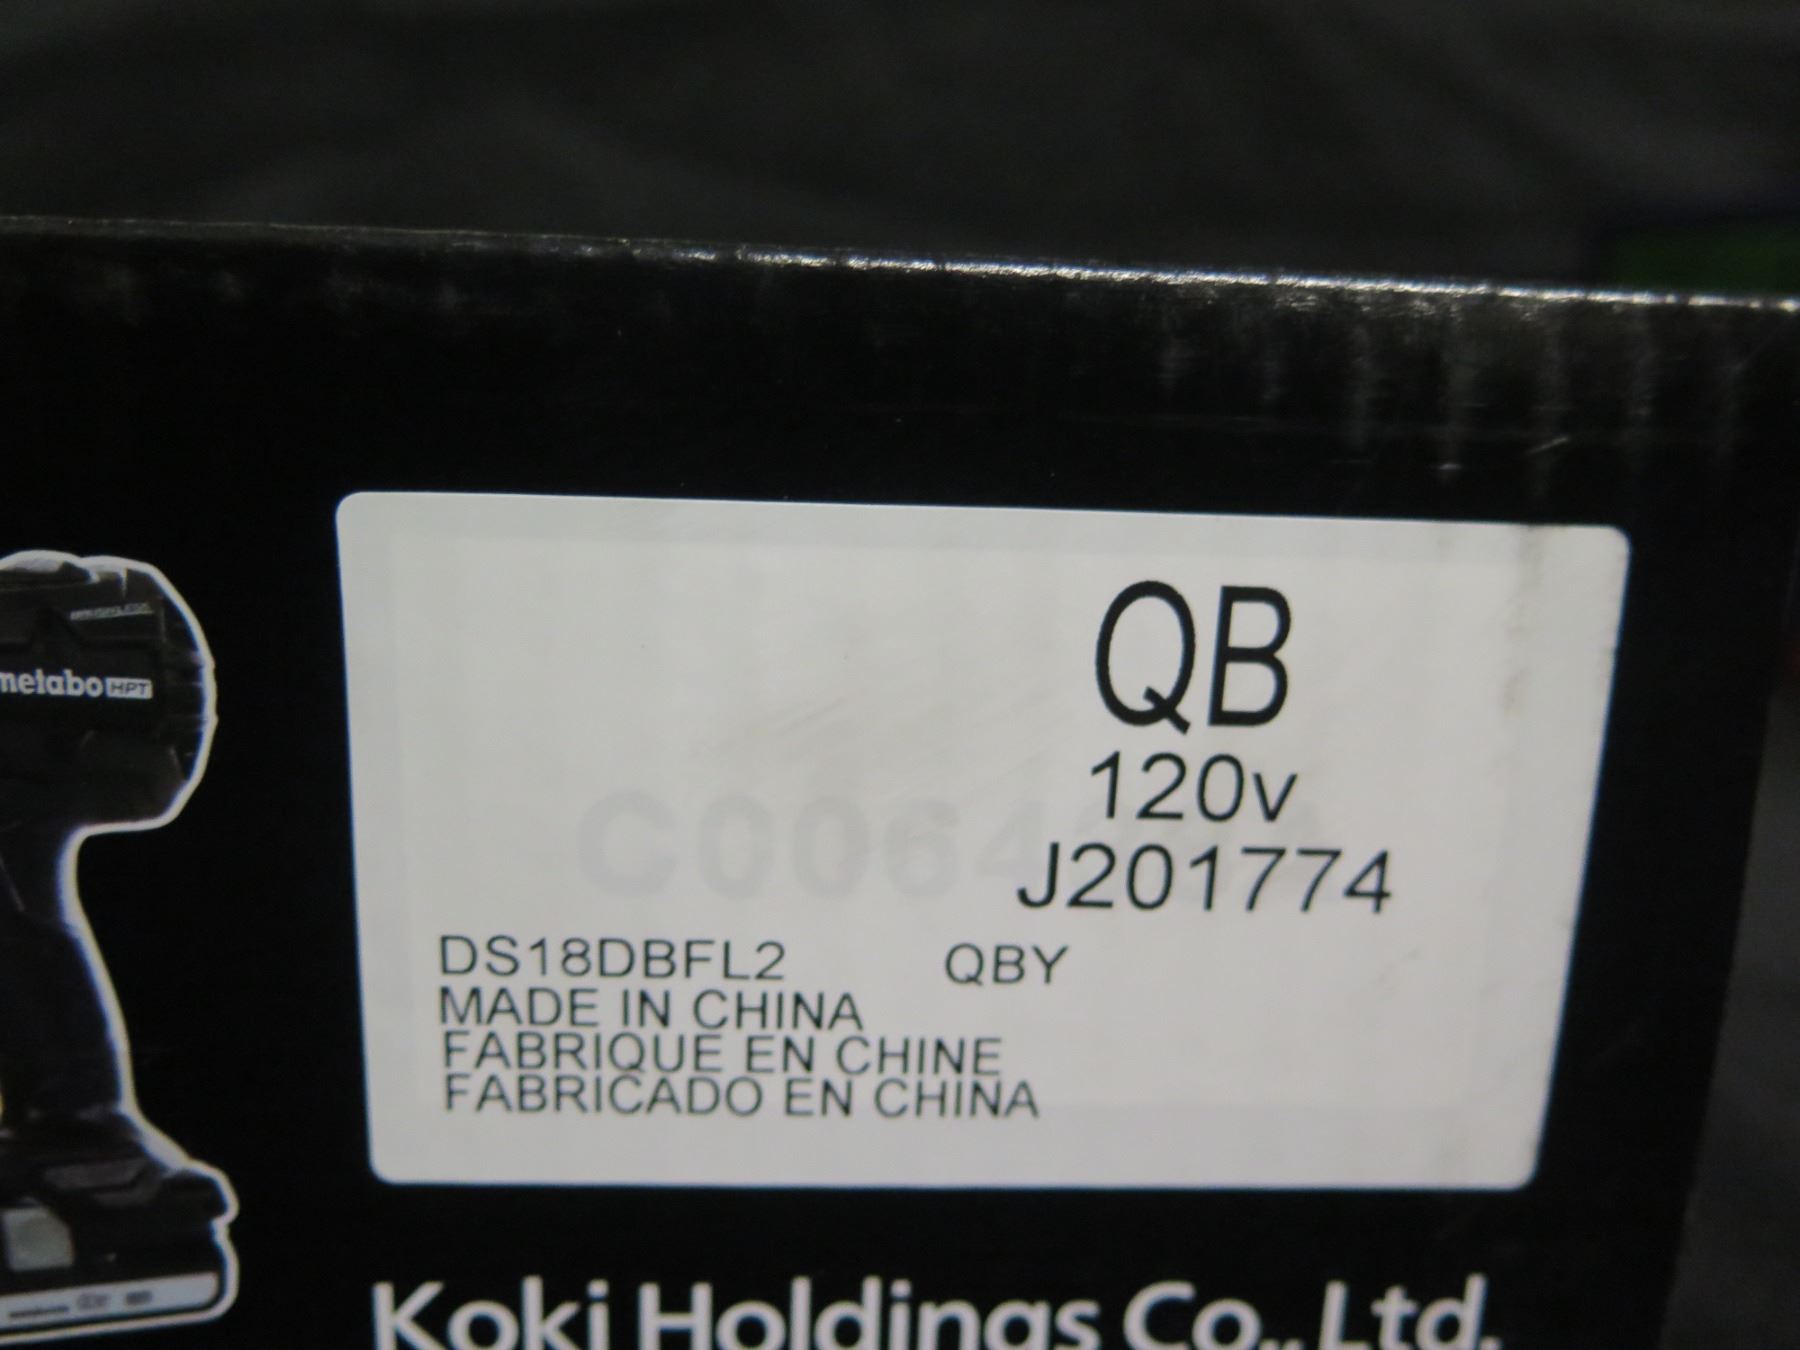 metabo HPT
QB
120v
J201774
DS18DBFL2 QBY
MADE IN CHINA
FABRIQUE EN CHINE
FABRICADO EN CHINA
Koki Holdings Co., Ltd.